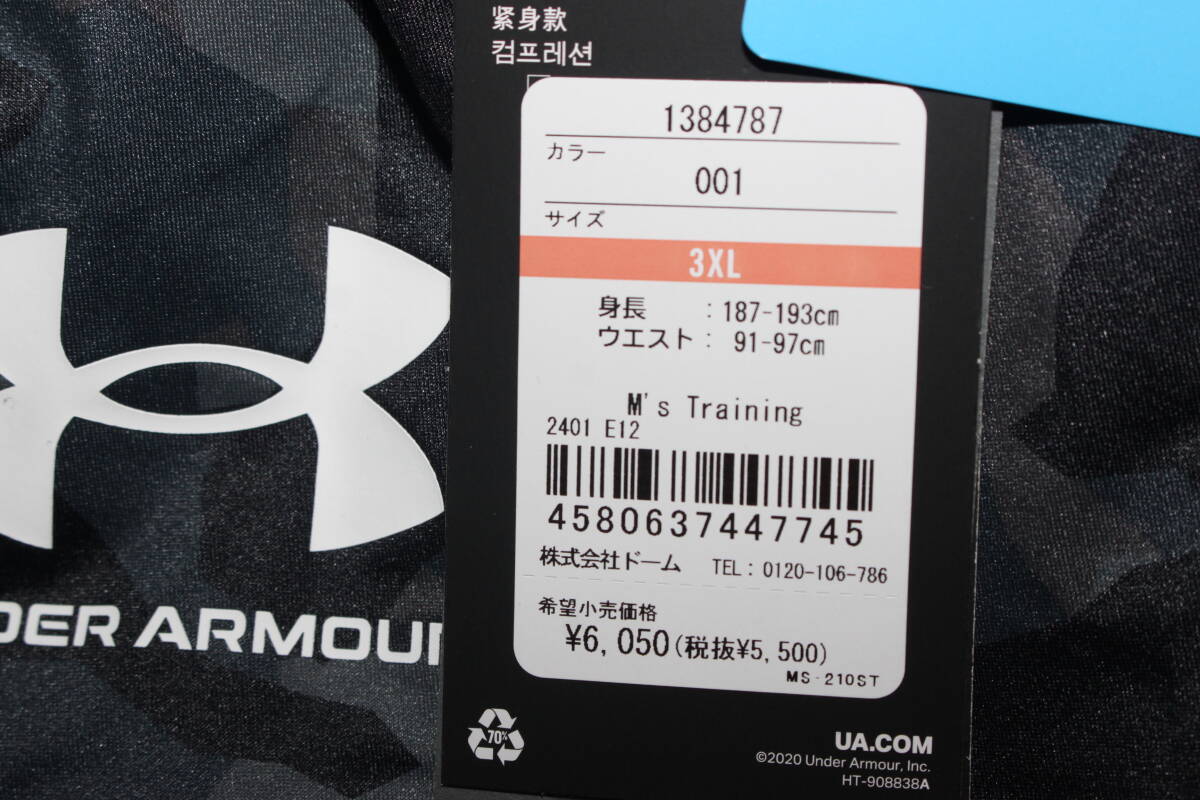 紧身款
컴프레션
1384787
カラー
001
サイズ
3XL
身長 : 187-193cm
ウエスト : 91-97cm
M's Training
2401 E12
4580637447745
株式会社ドーム TEL: 0120-106-786
希望小売価格
¥6,050(税抜¥5,500)
MS-210ST
DER ARMOUR
70%
UA.COM
©2020 Under Armour, Inc.
HT-908838A